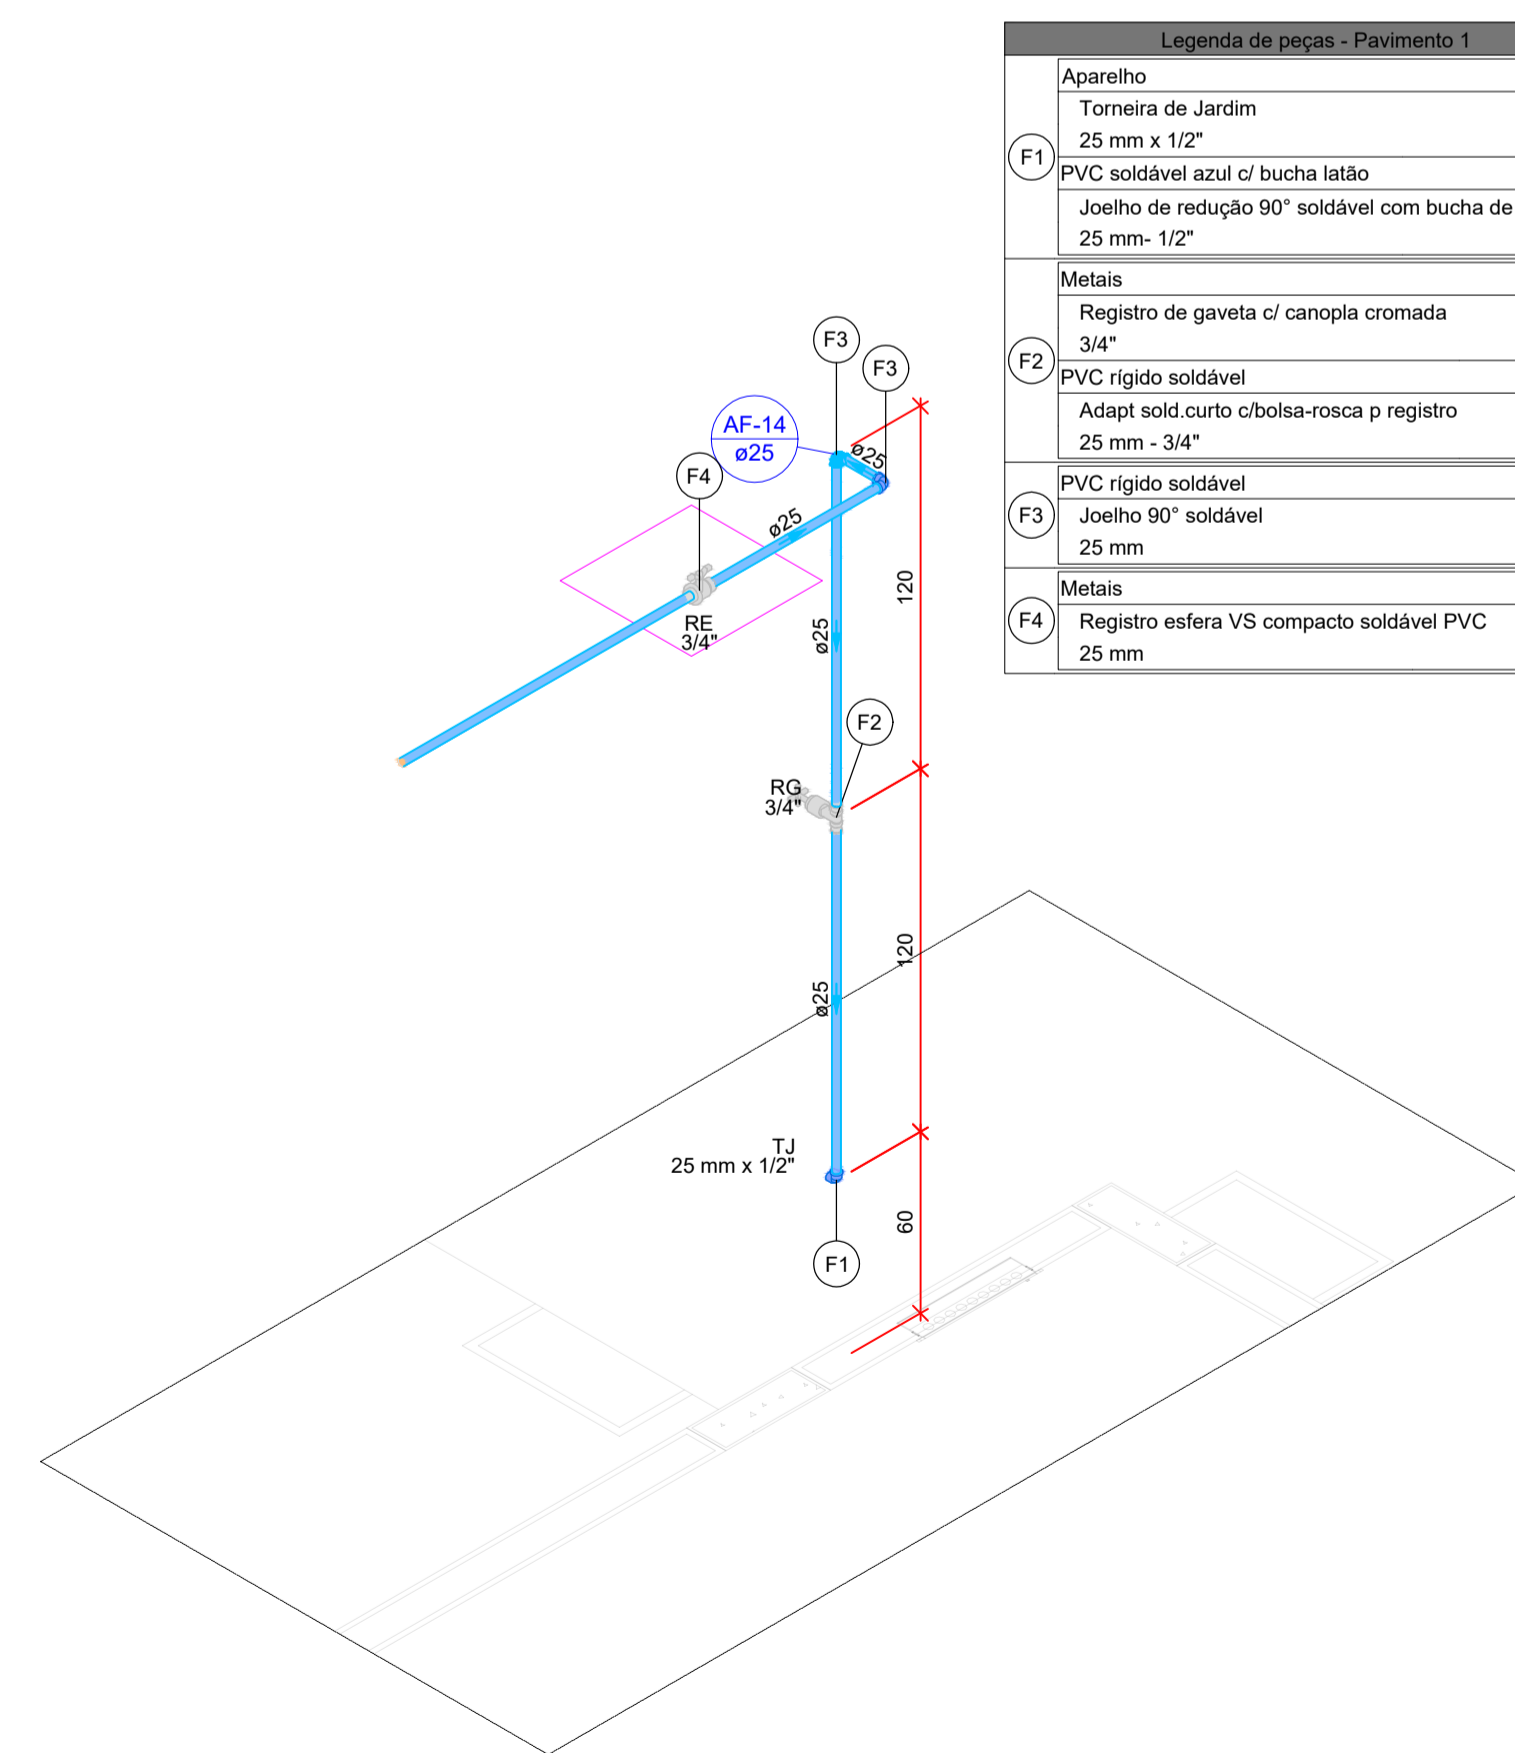 Legenda de peças - Pavimento 1
F1
Aparelho
Torneira de Jardim
25 mm x 1/2"
PVC soldável azul c/ bucha latão
Joelho de redução 90° soldável com bucha de
25 mm- 1/2"
F2
Metais
Registro de gaveta c/ canopla cromada
3/4"
PVC rígido soldável
Adapt sold.curto c/bolsa-rosca p registro
25 mm - 3/4"
F3
PVC rígido soldável
Joelho 90° soldável
25 mm
F4
Metais
Registro esfera VS compacto soldável PVC
25 mm
F3
F3
AF-14
ø25
ø25
F4
ø25
120
RE
3/4"
ø25
F2
RG
3/4"
120
ø25
TJ
25 mm x 1/2"
60
F1